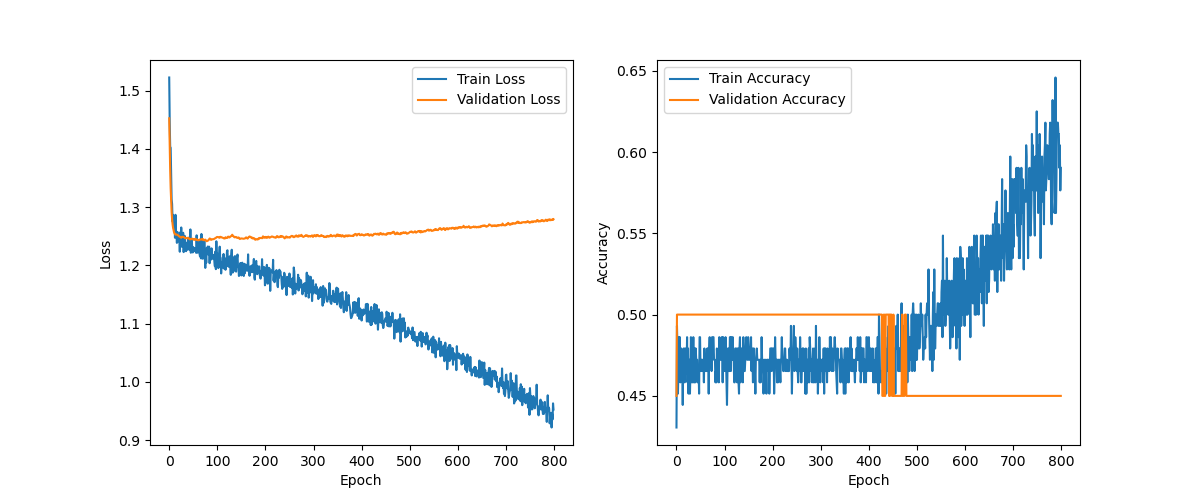 Train Loss
Validation Loss
1.5
1.4
1.3
1.2
1.1
1.0
0.9
Loss
0 100 200 300 400 500 600 700 800
Epoch
Train Accuracy
Validation Accuracy
0.65
0.60
0.55
0.50
0.45
Accuracy
0 100 200 300 400 500 600 700 800
Epoch